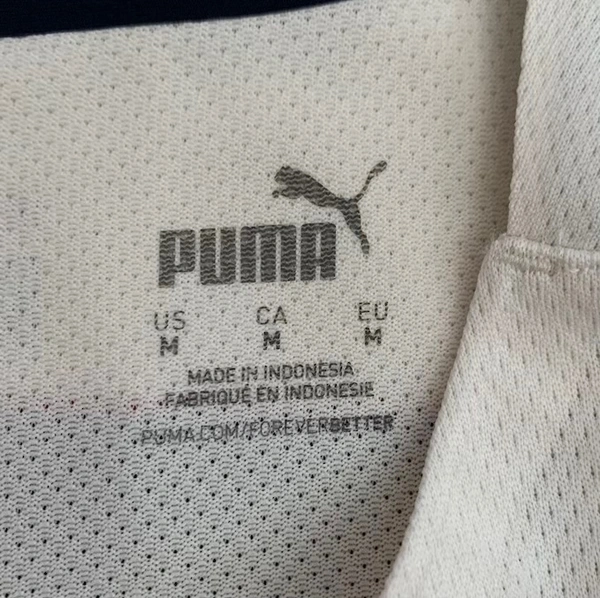 PUMA
US CA EU
M M M
MADE IN INDONESIA
FABRIQUÉ EN INDONESIE
PUMA.COM/FOREVERBETTER